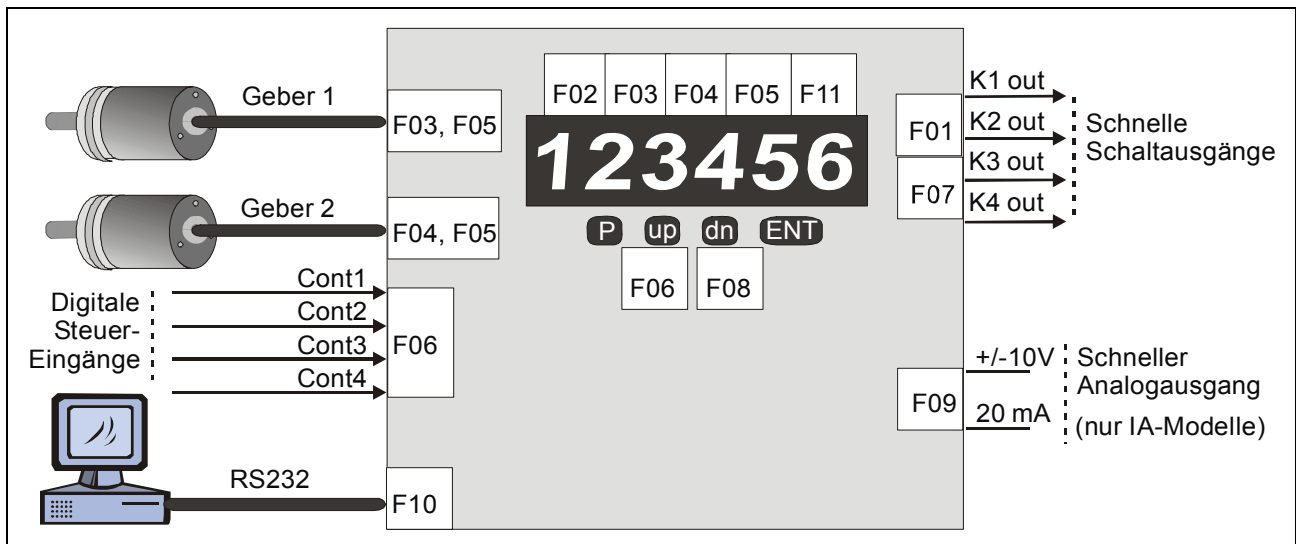 Geber 1
F03, F05
Geber 2
F04, F05
Digitale
Steuer-
Eingänge
Cont1
Cont2
Cont3
Cont4
F06
RS232
F10
F02 F03 F04 F05 F11
123456
P up dn ENT
F06 F08
F01
F07
K1 out
K2 out
K3 out
K4 out
Schnelle
Schaltausgänge
F09
+/-10V
20 mA
Schneller
Analogausgang
(nur IA-Modelle)